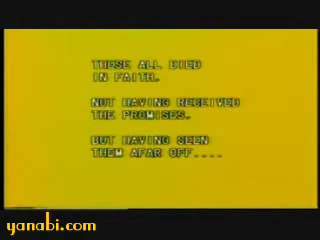 THESE ALL DIED
IN FAITH.
NOT HAVING RECEIVED
THE PROMISES.
BUT HAVING SEEN
THEM AFAR OFF....
yanabi.com